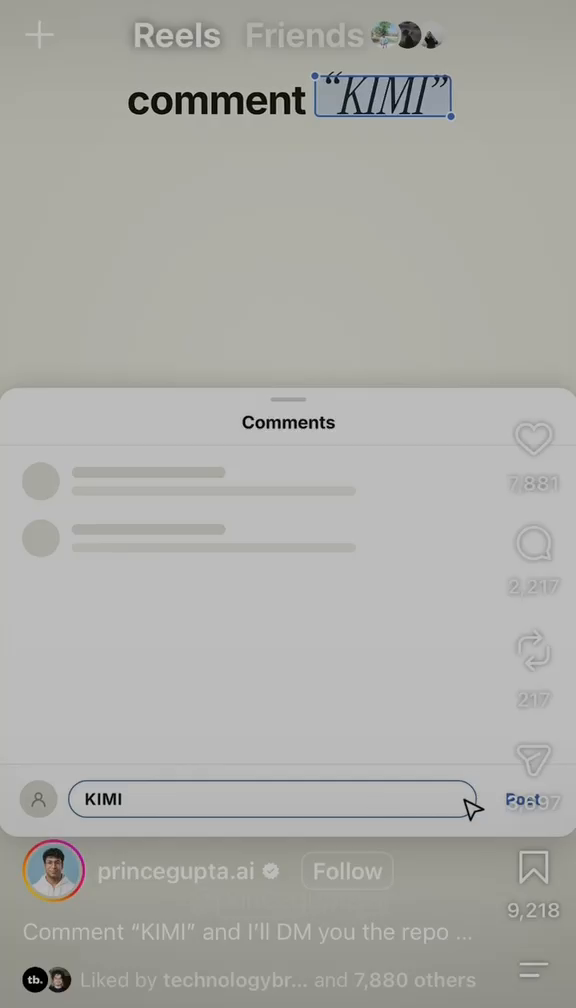 Reels Friends
comment “KIMI”
Comments
7,881
2,217
217
KIMI
Post
princegupta.ai Follow
Comment “KIMI” and I’ll DM you the repo ...
9,218
tb. Liked by technologybr... and 7,880 others